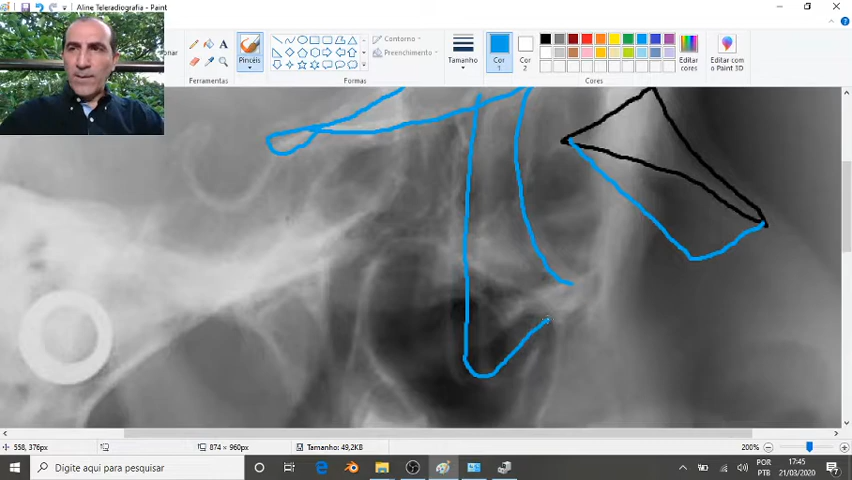 Aline Teleradiografia - Paint
onar
A
Ferramentas
Pincéis
Contorno
Preenchimento
Formas
Tamanho
Cor
1
Cor
2
Cores
Editar
cores
Editar com
o Paint 3D
558, 376px
874 × 960px
Tamanho: 49,2KB
200%
Digite aqui para pesquisar
POR
PTB
17:45
21/03/2020
7